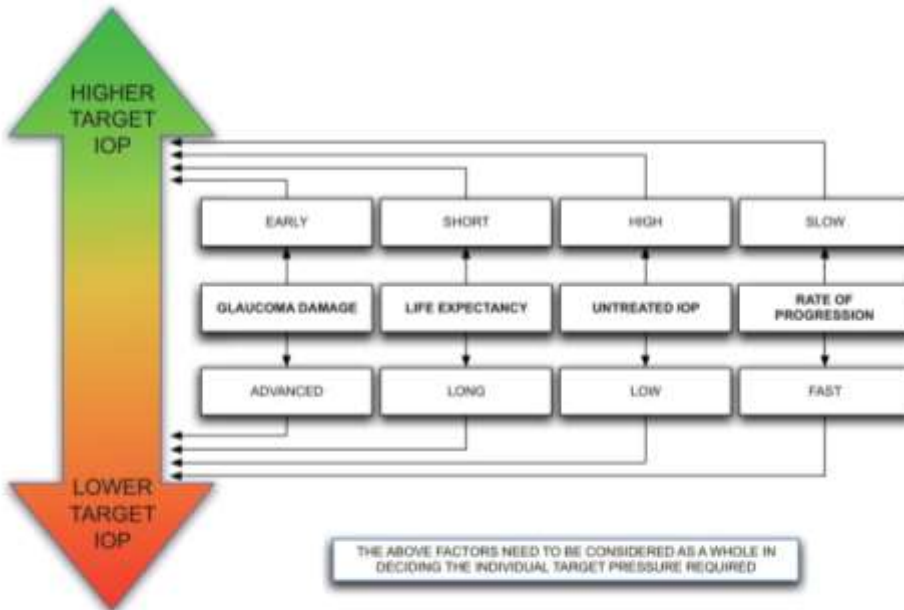 HIGHER
TARGET
IOP
EARLY
SHORT
HIGH
SLOW
GLAUCOMA DAMAGE
LIFE EXPECTANCY
UNTREATED IOP
RATE OF
PROGRESSION
ADVANCED
LONG
LOW
FAST
LOWER
TARGET
IOP
THE ABOVE FACTORS NEED TO BE CONSIDERED AS A WHOLE IN
DECIDING THE INDIVIDUAL TARGET PRESSURE REQUIRED